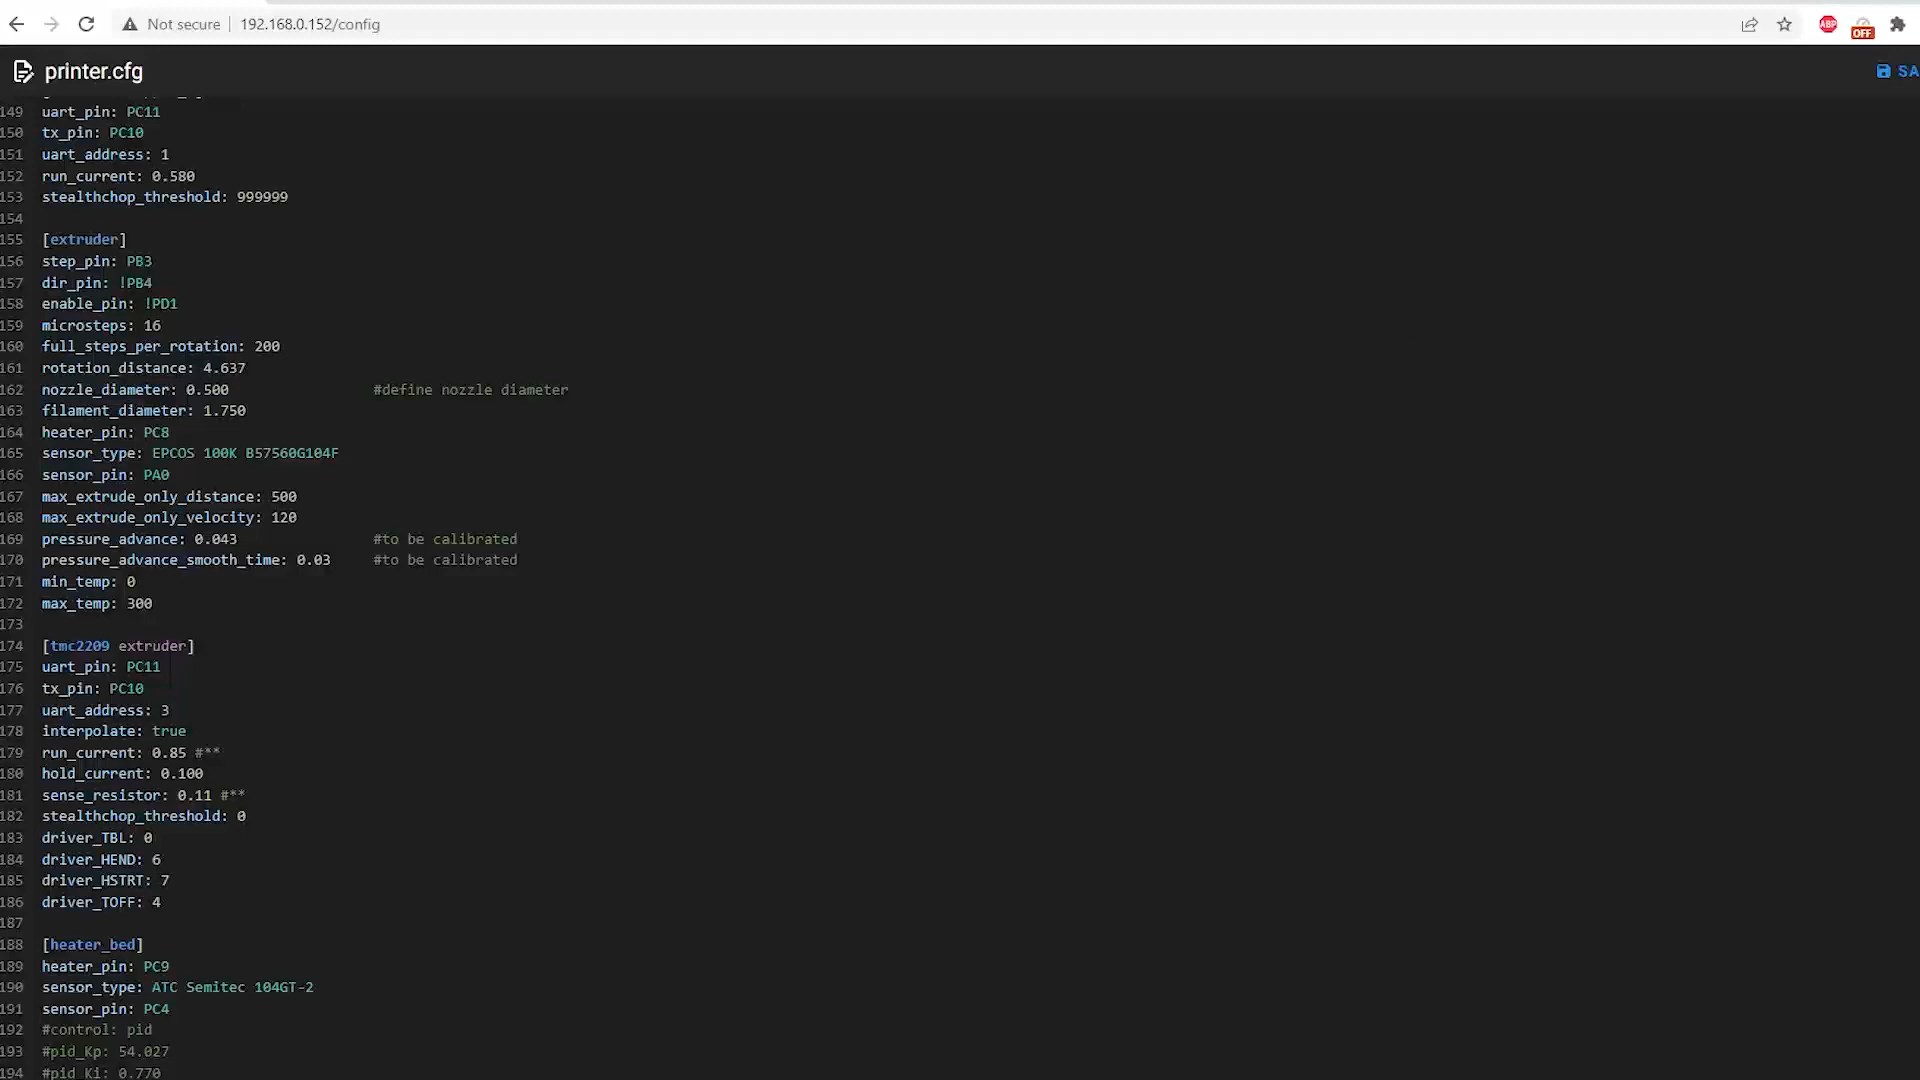 Not secure 192.168.0.152/config
ABP
OFF
printer.cfg
SA
149 uart_pin: PC11
150 tx_pin: PC10
151 uart_address: 1
152 run_current: 0.580
153 stealthchop_threshold: 999999
154
155 [extruder]
156 step_pin: PB3
157 dir_pin: !PB4
158 enable_pin: !PD1
159 microsteps: 16
160 full_steps_per_rotation: 200
161 rotation_distance: 4.637
162 nozzle_diameter: 0.500 #define nozzle diameter
163 filament_diameter: 1.750
164 heater_pin: PC8
165 sensor_type: EPCOS 100K B57560G104F
166 sensor_pin: PA0
167 max_extrude_only_distance: 500
168 max_extrude_only_velocity: 120
169 pressure_advance: 0.043 #to be calibrated
170 pressure_advance_smooth_time: 0.03 #to be calibrated
171 min_temp: 0
172 max_temp: 300
173
174 [tmc2209 extruder]
175 uart_pin: PC11
176 tx_pin: PC10
177 uart_address: 3
178 interpolate: true
179 run_current: 0.85 #**
180 hold_current: 0.100
181 sense_resistor: 0.11 #**
182 stealthchop_threshold: 0
183 driver_TBL: 0
184 driver_HEND: 6
185 driver_HSTRT: 7
186 driver_TOFF: 4
187
188 [heater_bed]
189 heater_pin: PC9
190 sensor_type: ATC Semitec 104GT-2
191 sensor_pin: PC4
192 #control: pid
193 #pid_Kp: 54.027
194 #pid_Ki: 0.770